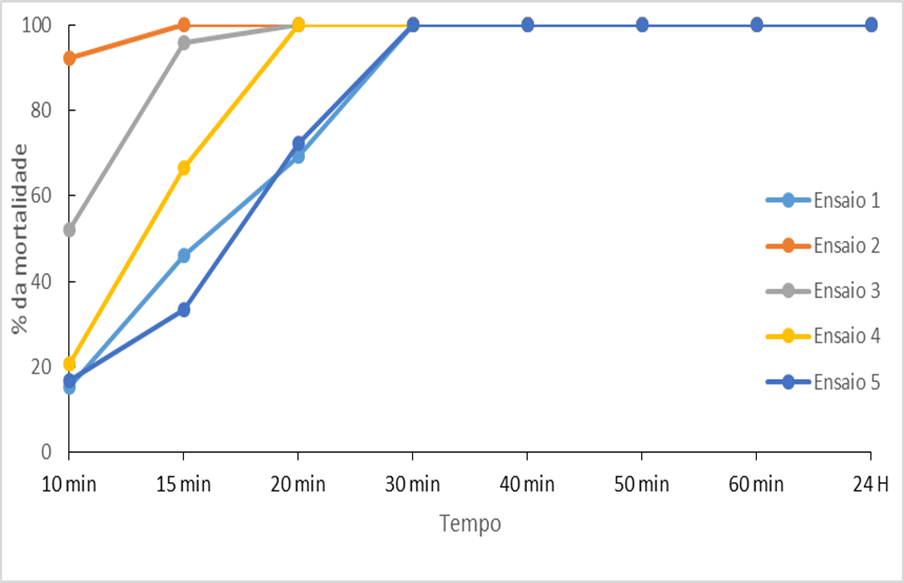 100
80
60
40
20
0
% da mortalidade
10 min 15 min 20 min 30 min 40 min 50 min 60 min 24 H
Tempo
Ensaio 1
Ensaio 2
Ensaio 3
Ensaio 4
Ensaio 5